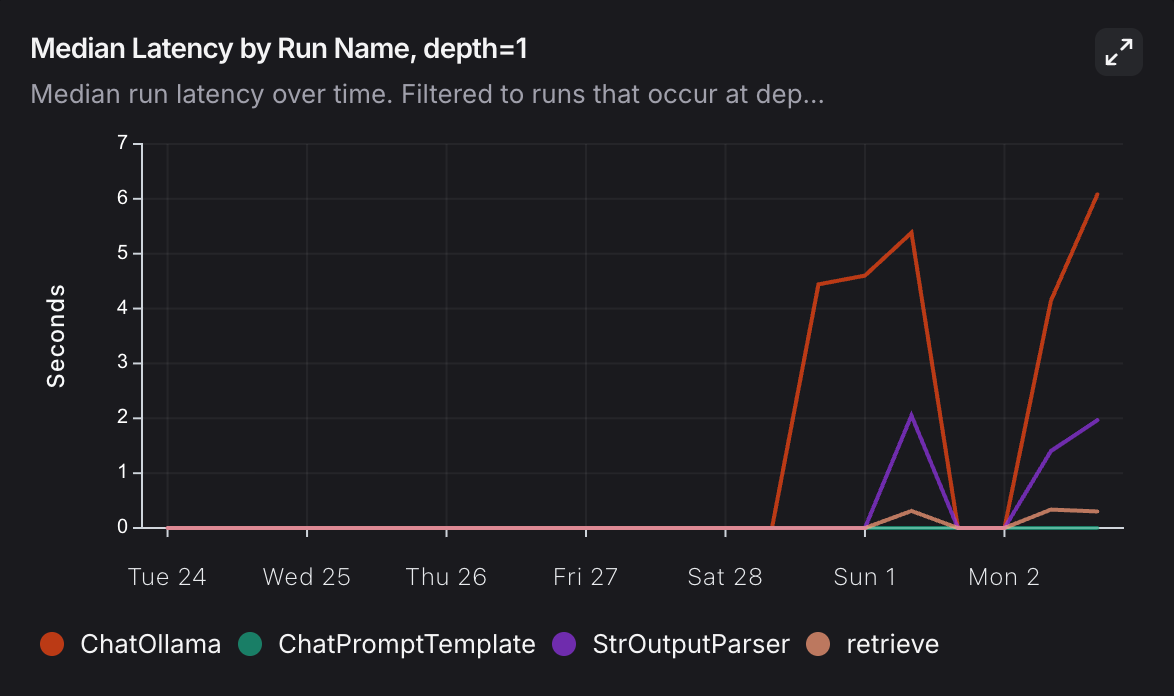 Median Latency by Run Name, depth=1
Median run latency over time. Filtered to runs that occur at dep...
7
6
5
4
3
2
1
0
Seconds
Tue 24 Wed 25 Thu 26 Fri 27 Sat 28 Sun 1 Mon 2
ChatOllama ChatPromptTemplate StrOutputParser retrieve